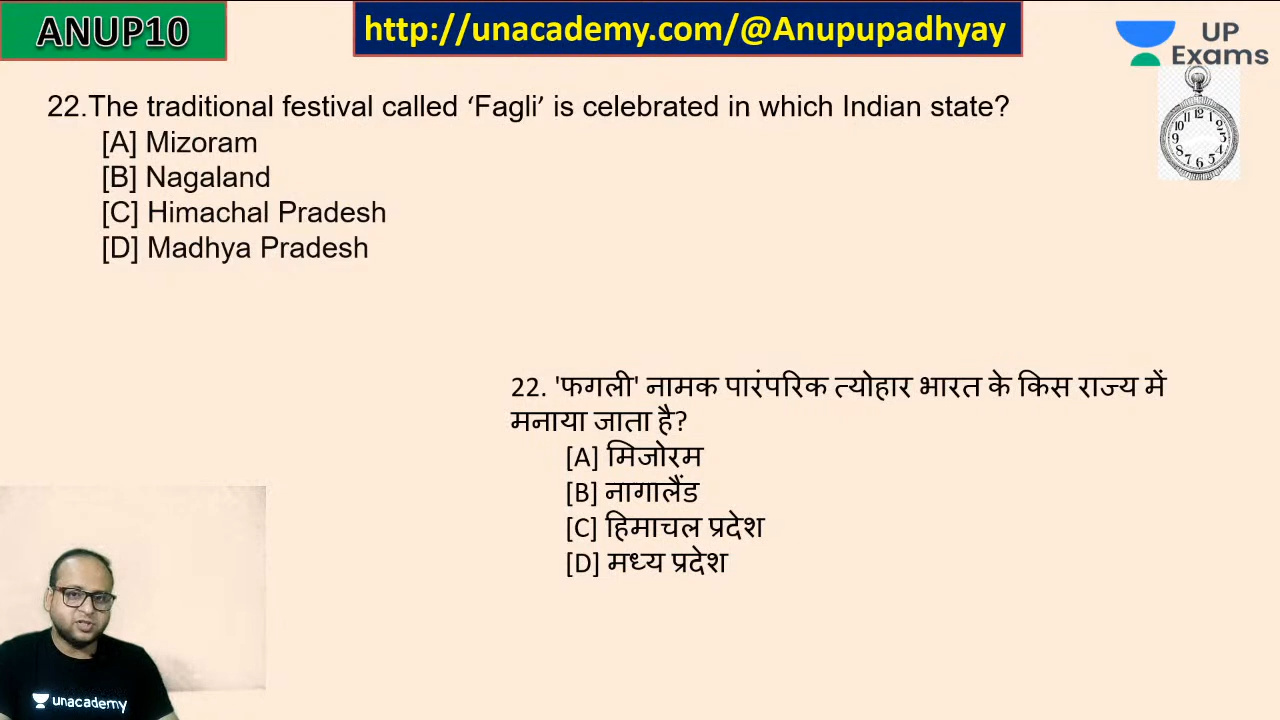 ANUP10
http://unacademy.com/@Anupupadhyay
UP
Exams
22.The traditional festival called ‘Fagli’ is celebrated in which Indian state?
[A] Mizoram
[B] Nagaland
[C] Himachal Pradesh
[D] Madhya Pradesh
22. 'फगली' नामक पारंपरिक त्योहार भारत के किस राज्य में
मनाया जाता है?
[A] मिजोरम
[B] नागालैंड
[C] हिमाचल प्रदेश
[D] मध्य प्रदेश
unacademy